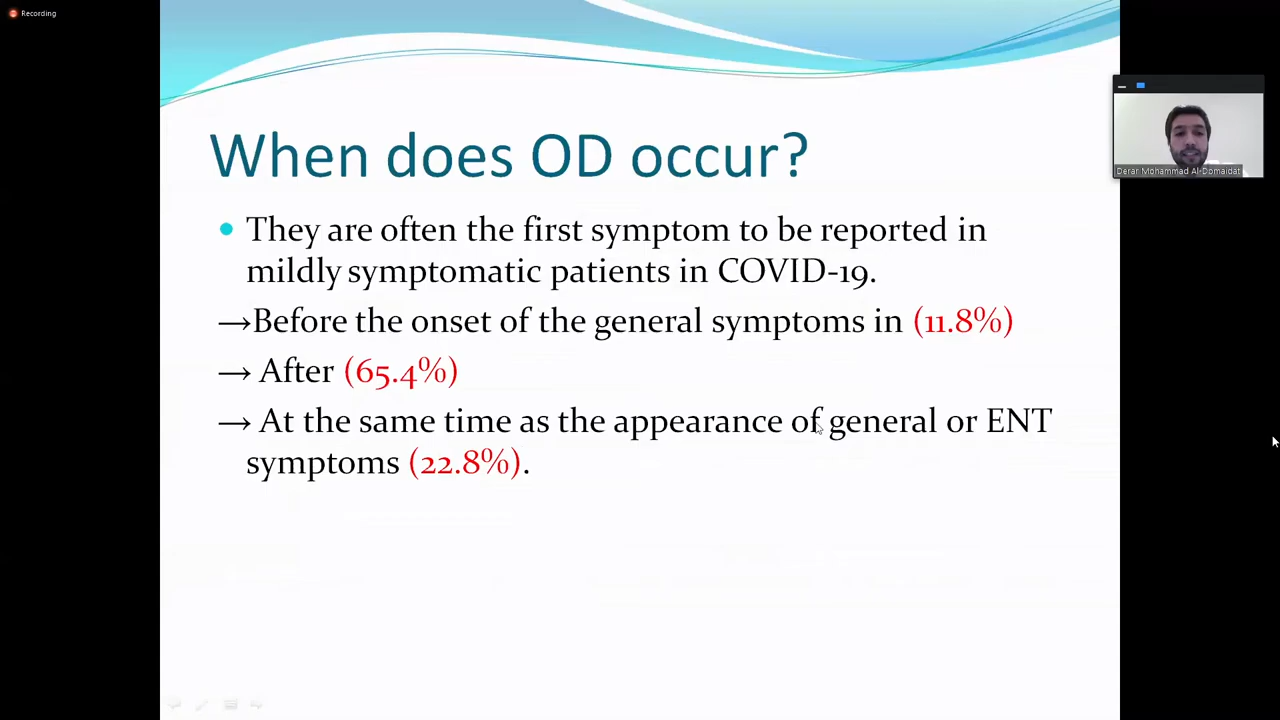 Recording
When does OD occur?
They are often the first symptom to be reported in
mildly symptomatic patients in COVID-19.
→Before the onset of the general symptoms in (11.8%)
→ After (65.4%)
→ At the same time as the appearance of general or ENT
symptoms (22.8%).
Derar Mohammad Al-Domaidat